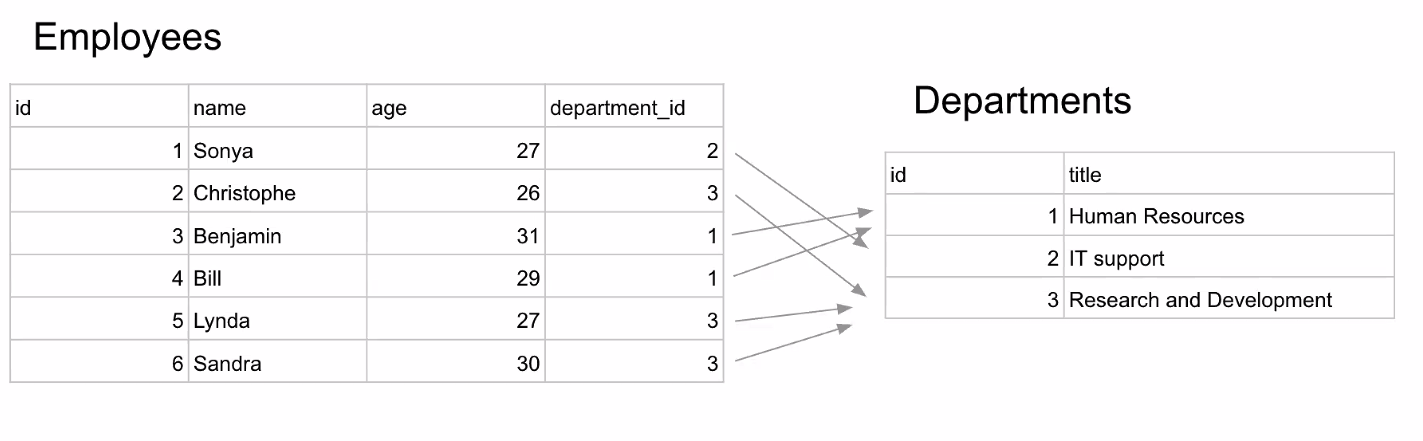 Employees
id name age department_id
1 Sonya 27 2
2 Christophe 26 3
3 Benjamin 31 1
4 Bill 29 1
5 Lynda 27 3
6 Sandra 30 3
Departments
id title
1 Human Resources
2 IT support
3 Research and Development